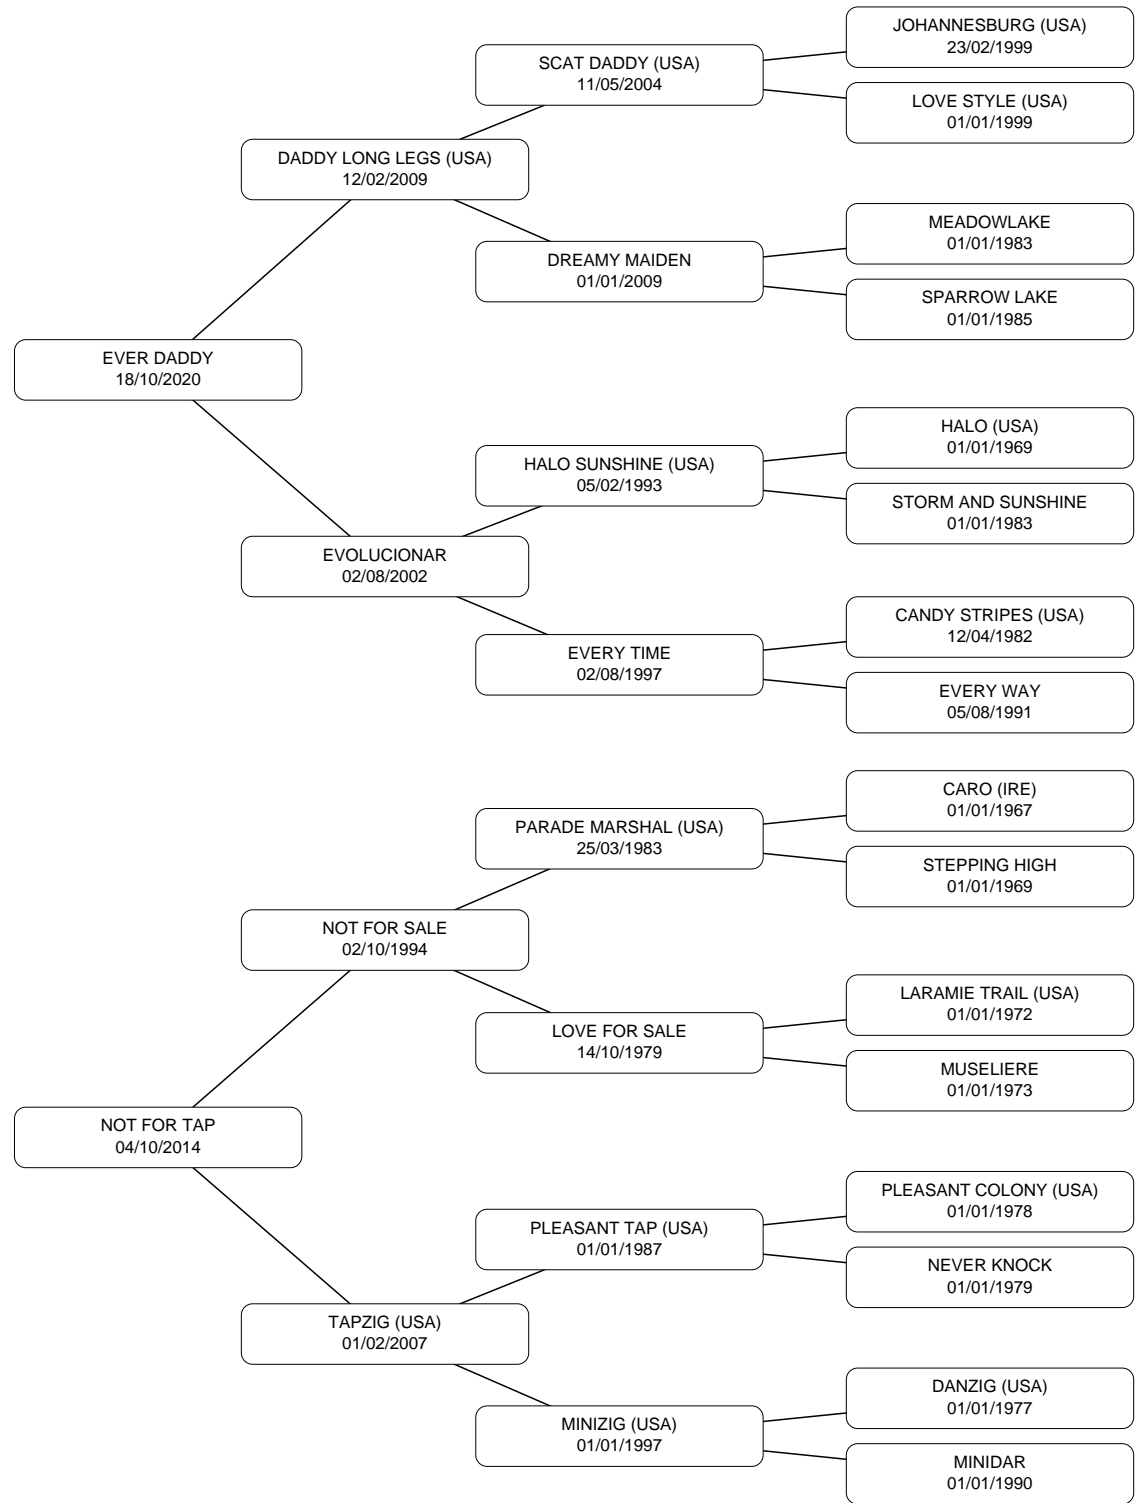 JOHANNESBURG (USA)
23/02/1999
SCAT DADDY (USA)
11/05/2004
LOVE STYLE (USA)
01/01/1999
DADDY LONG LEGS (USA)
12/02/2009
MEADOWLAKE
01/01/1983
DREAMY MAIDEN
01/01/2009
SPARROW LAKE
01/01/1985
EVER DADDY
18/10/2020
HALO (USA)
01/01/1969
HALO SUNSHINE (USA)
05/02/1993
STORM AND SUNSHINE
01/01/1983
EVOLUCIONAR
02/08/2002
CANDY STRIPES (USA)
12/04/1982
EVERY TIME
02/08/1997
EVERY WAY
05/08/1991
CARO (IRE)
01/01/1967
PARADE MARSHAL (USA)
25/03/1983
STEPPING HIGH
01/01/1969
NOT FOR SALE
02/10/1994
LARAMIE TRAIL (USA)
01/01/1972
LOVE FOR SALE
14/10/1979
MUSELIERE
01/01/1973
NOT FOR TAP
04/10/2014
PLEASANT COLONY (USA)
01/01/1978
PLEASANT TAP (USA)
01/01/1987
NEVER KNOCK
01/01/1979
TAPZIG (USA)
01/02/2007
DANZIG (USA)
01/01/1977
MINIZIG (USA)
01/01/1997
MINIDAR
01/01/1990